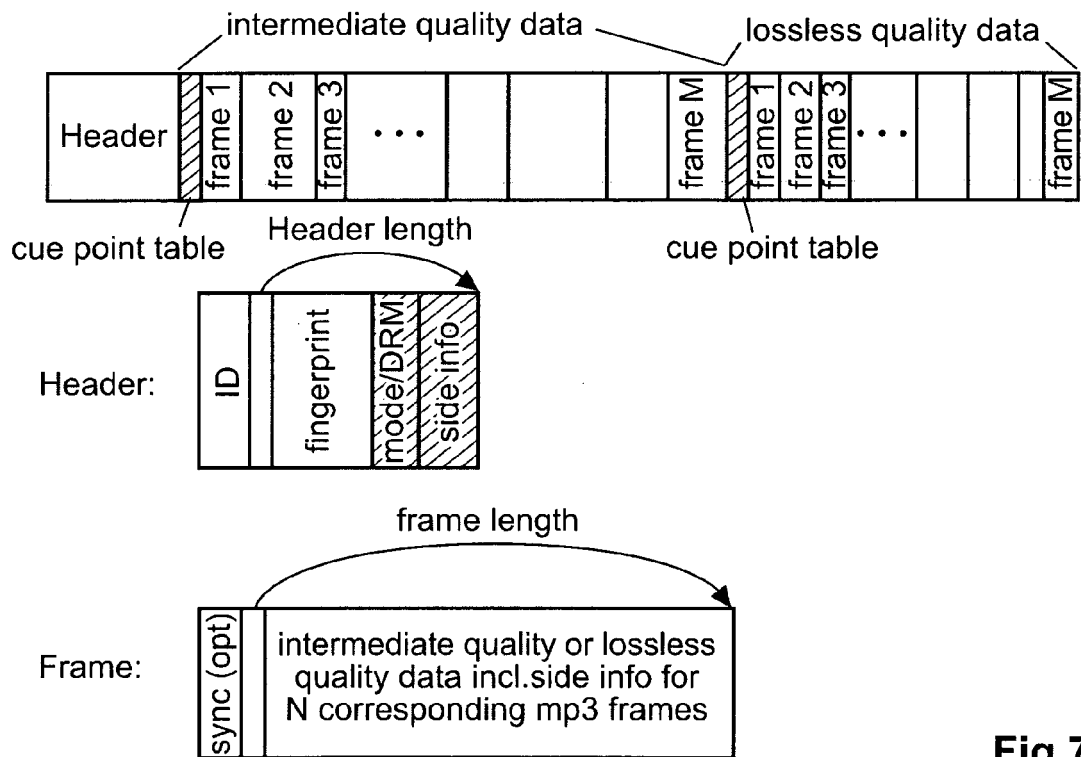 intermediate quality data
lossless quality data
Header
frame 1
frame 2
frame 3
• • •
frame M
frame 1
frame 2
frame 3
• • •
frame M
cue point table
Header length
cue point table
Header:
ID
fingerprint
mode/DRM
side info
frame length
Frame:
sync (opt)
intermediate quality or lossless
quality data incl.side info for
N corresponding mp3 frames
Fig.7